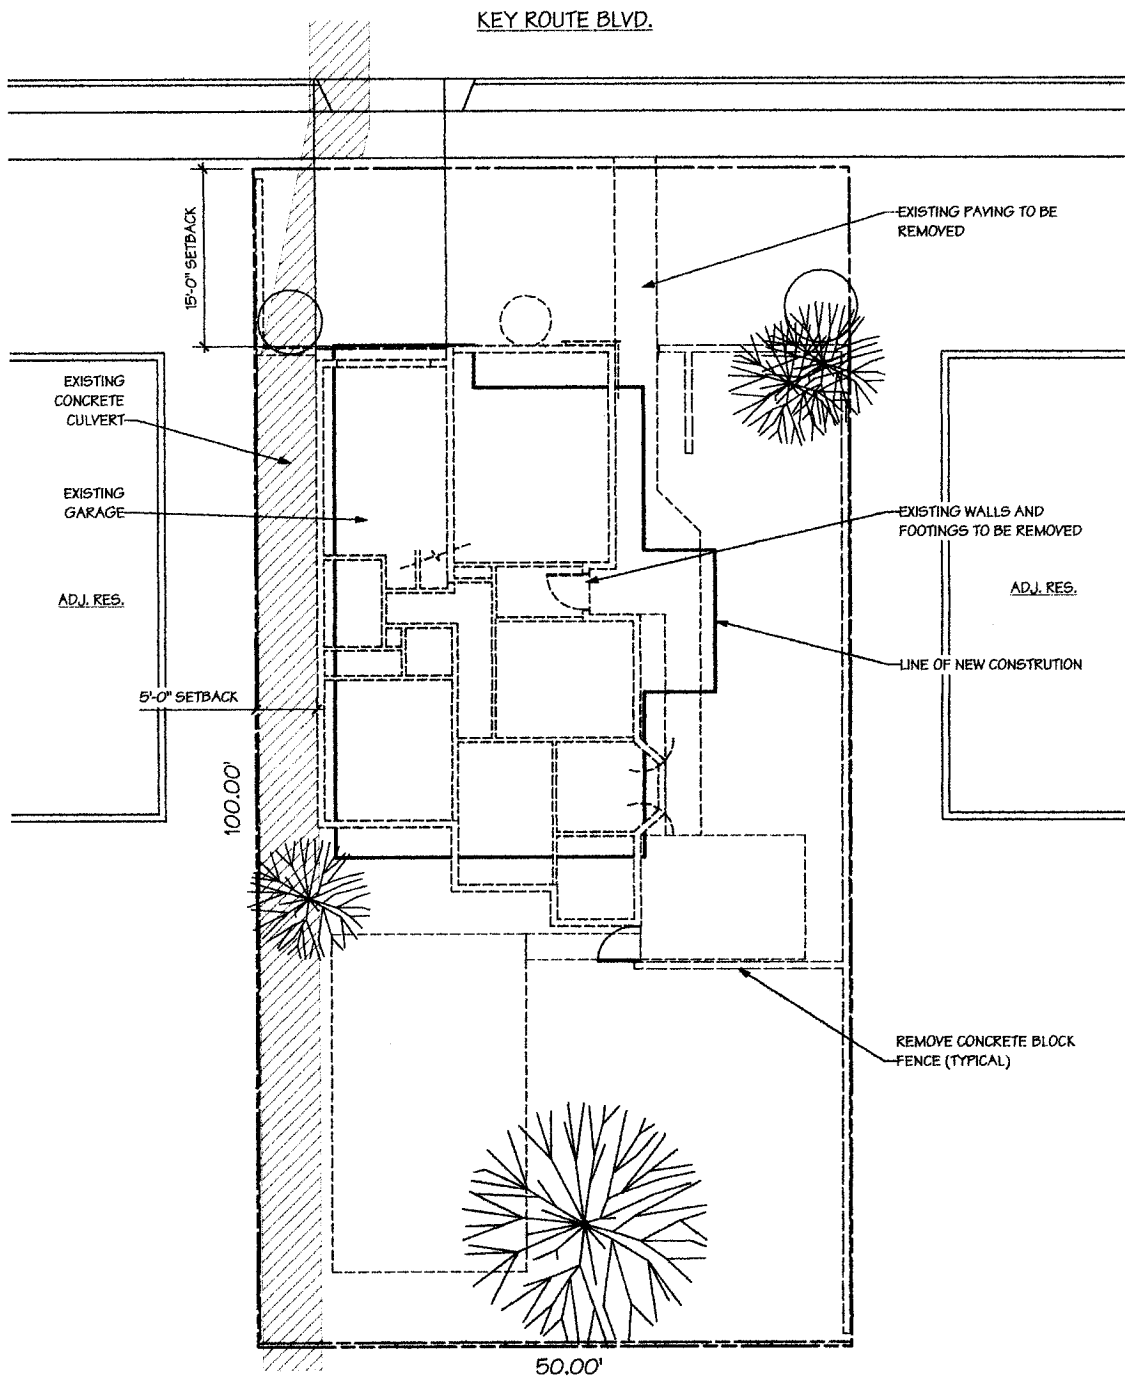 KEY ROUTE BLVD.
15'-0" SETBACK
EXISTING PAVING TO BE
REMOVED
EXISTING
CONCRETE
CULVERT
EXISTING
GARAGE
EXISTING WALLS AND
FOOTINGS TO BE REMOVED
ADJ. RES.
ADJ. RES.
LINE OF NEW CONSTRUTION
5'-0" SETBACK
100.00'
REMOVE CONCRETE BLOCK
FENCE (TYPICAL)
50.00'